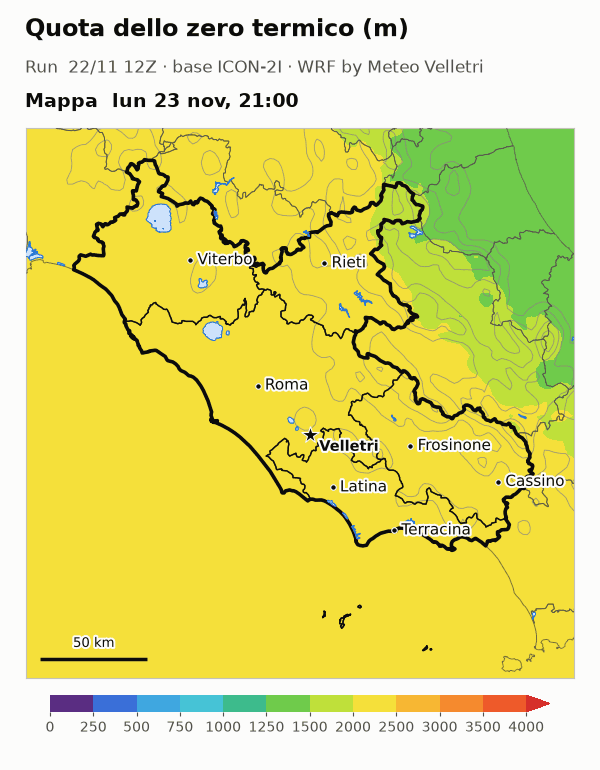 Quota dello zero termico (m)
Run  22/11 12Z · base ICON-2I · WRF by Meteo Velletri
Mappa  lun 23 nov, 21:00
Viterbo
Rieti
Roma
Velletri
Frosinone
Cassino
Latina
Terracina
50 km
0 250 500 750 1000 1250 1500 2000 2500 3000 3500 4000